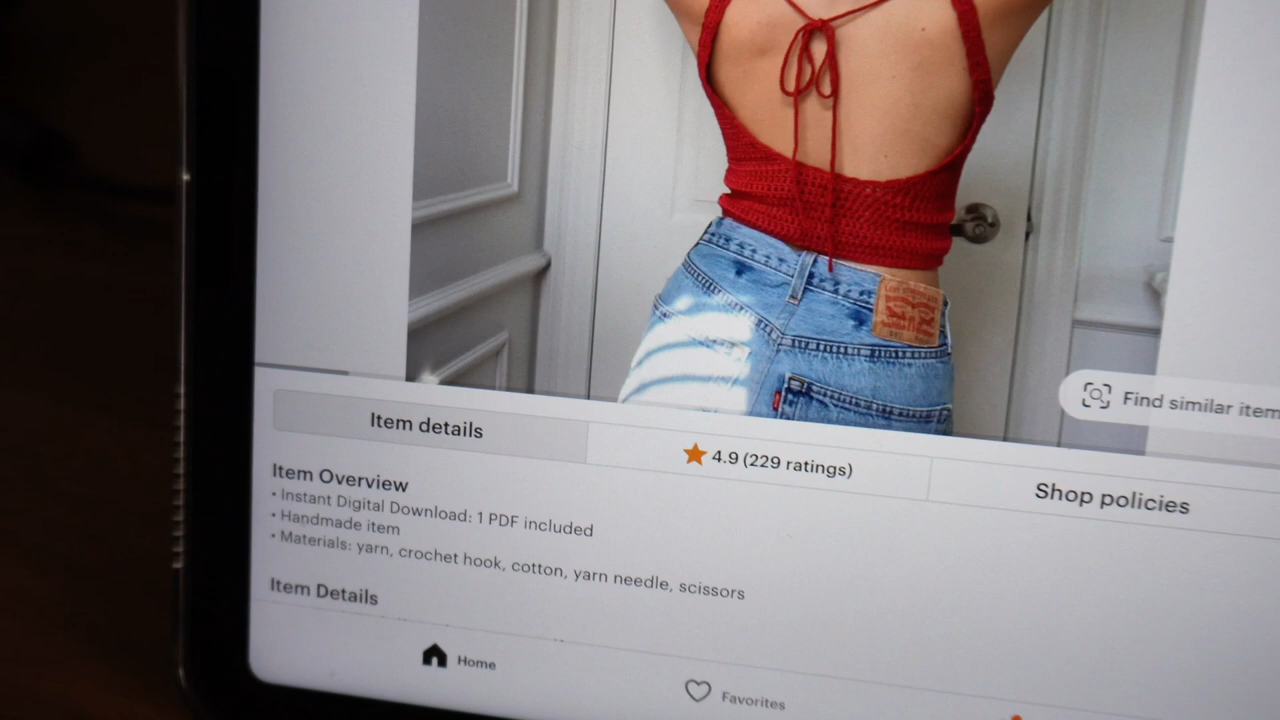 Find similar item
Item details
4.9 (229 ratings)
Shop policies
Item Overview
• Instant Digital Download: 1 PDF included
• Handmade item
• Materials: yarn, crochet hook, cotton, yarn needle, scissors
Item Details
Home
Favorites